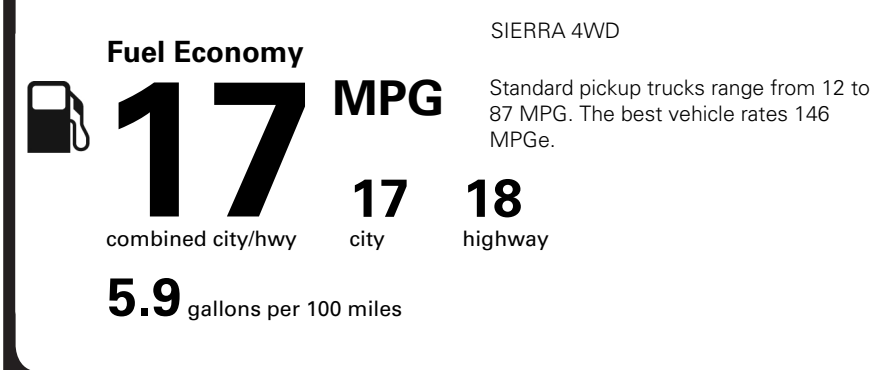 SIERRA 4WD
Fuel Economy
17 MPG
Standard pickup trucks range from 12 to
87 MPG. The best vehicle rates 146
MPGe.
17 18
combined city/hwy city highway
5.9 gallons per 100 miles